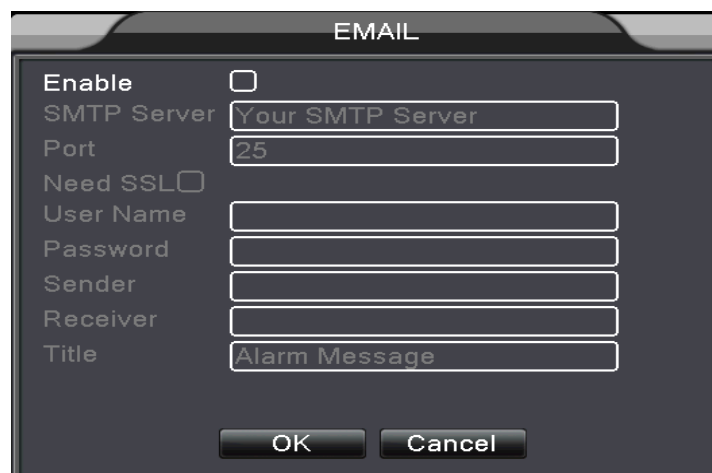 EMAIL
Enable
SMTP Server Your SMTP Server
Port 25
Need SSL
User Name
Password
Sender
Receiver
Title Alarm Message
OK Cancel